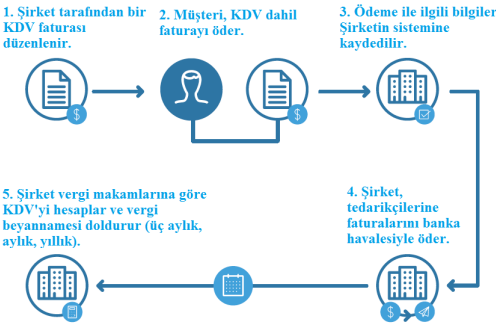 1. Şirket tarafından bir
KDV faturası
düzenlenir.
2. Müşteri, KDV dahil
faturayı öder.
3. Ödeme ile ilgili bilgiler
Şirketin sistemine
kaydedilir.
4. Şirket,
tedarikçilerine
faturalarını banka
havalesiyle öder.
5. Şirket vergi makamlarına göre
KDV'yi hesaplar ve vergi
beyannamesi doldurur (üç aylık,
aylık, yıllık).
$
$
$